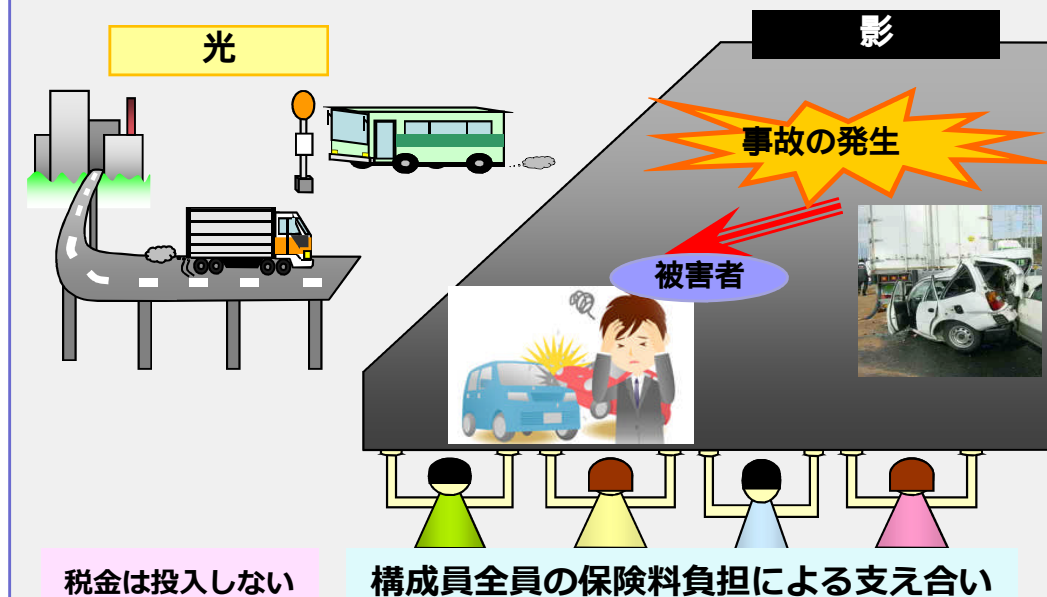 光
影
事故の発生
被害者
税金は投入しない
構成員全員の保険料負担による支え合い